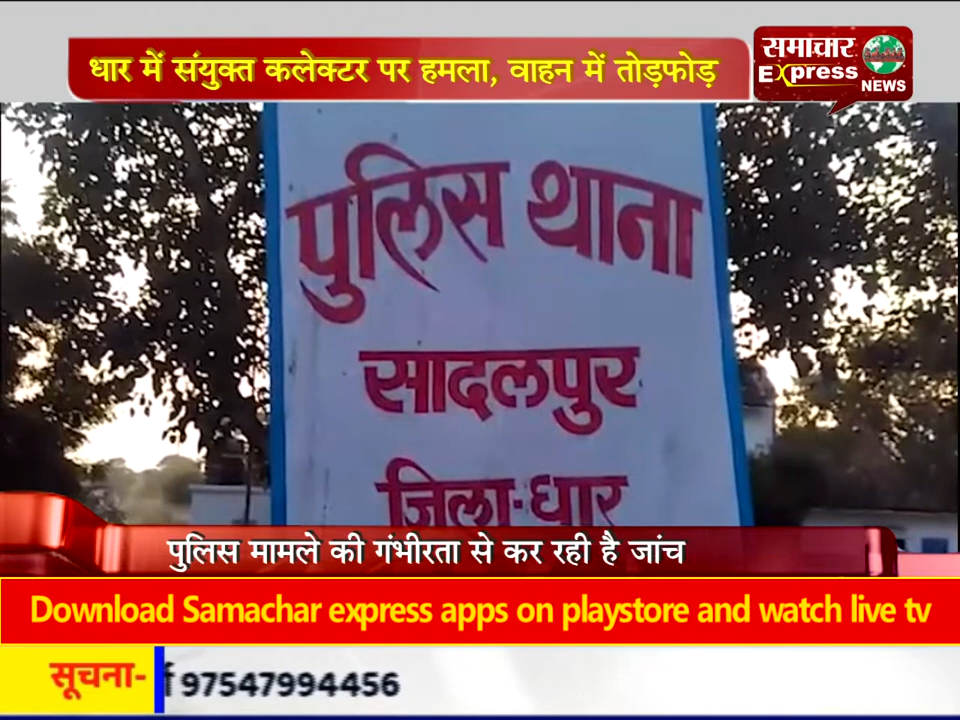 धार में संयुक्त कलेक्टर पर हमला, वाहन में तोड़फोड़
समाचार
Express
NEWS
पुलिस थाना
सादलपुर
जिला-धार
पुलिस मामले की गंभीरता से कर रही है जांच
Download Samachar express apps on playstore and watch live tv
सूचना- 97547994456